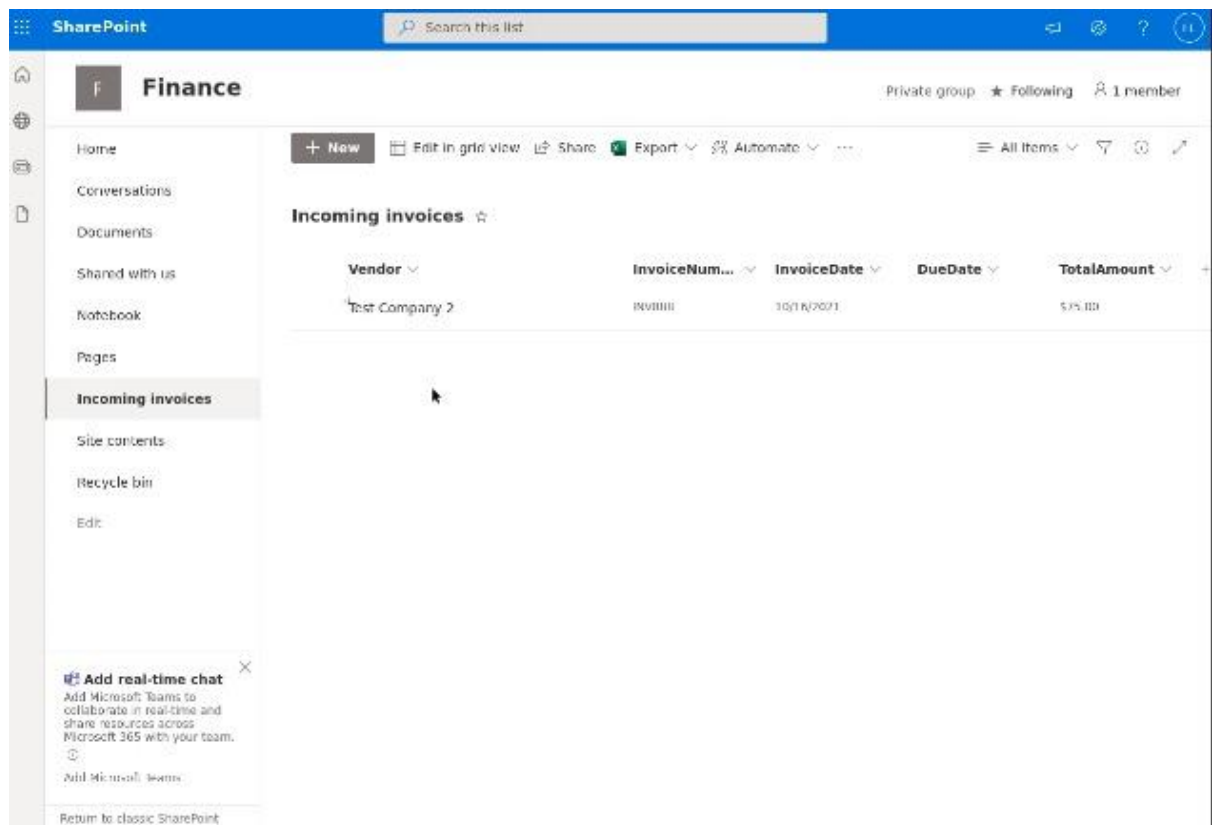 SharePoint
Search this list
?
F
Finance
Private group ★ Following 1 member
Home
Conversations
Documents
Shared with us
Notebook
Pages
Incoming invoices
Site contents
Recycle bin
Edit
+ New Edit in grid view Share Export Automate ...
All Items
Incoming invoices ☆
Vendor InvoiceNum... InvoiceDate DueDate TotalAmount +
Test Company 2 10/16/2021 $75.00
Add real-time chat
Add Microsoft Teams to
collaborate in real-time and
share resources across
Microsoft 365 with your team.
Add Microsoft Teams
Return to classic SharePoint